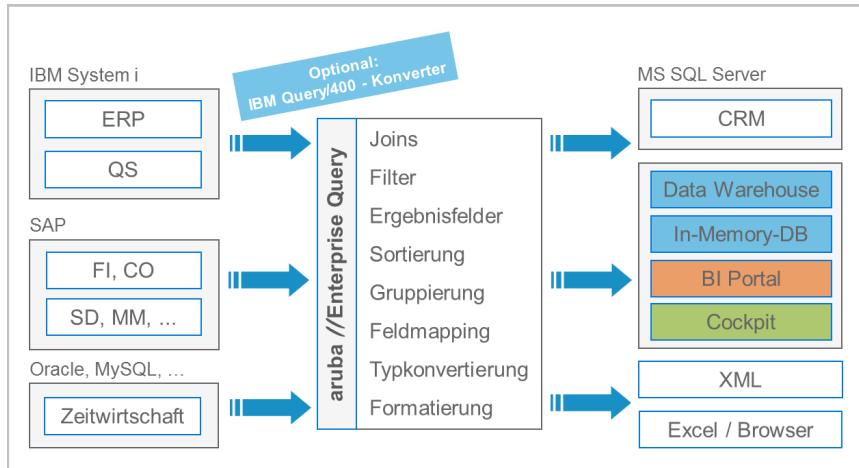 IBM System i
ERP
QS
SAP
FI, CO
SD, MM, ...
Oracle, MySQL, ...
Zeitwirtschaft
Optional:
IBM Query/400 - Konverter
aruba //Enterprise Query
Joins
Filter
Ergebnisfelder
Sortierung
Gruppierung
Feldmapping
Typkonvertierung
Formatierung
MS SQL Server
CRM
Data Warehouse
In-Memory-DB
BI Portal
Cockpit
XML
Excel / Browser